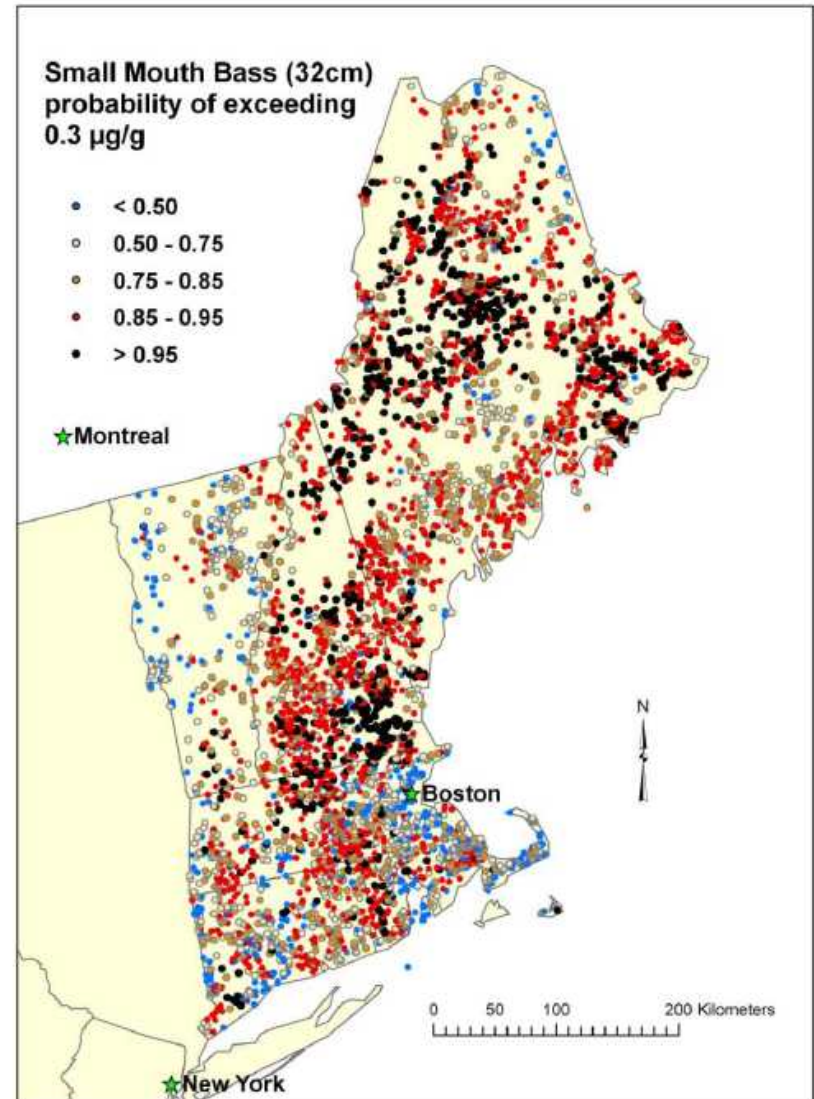 Small Mouth Bass (32cm)
probability of exceeding
0.3 µg/g
< 0.50
0.50 - 0.75
0.75 - 0.85
0.85 - 0.95
> 0.95
Montreal
N
Boston
0 50 100 200 Kilometers
New York